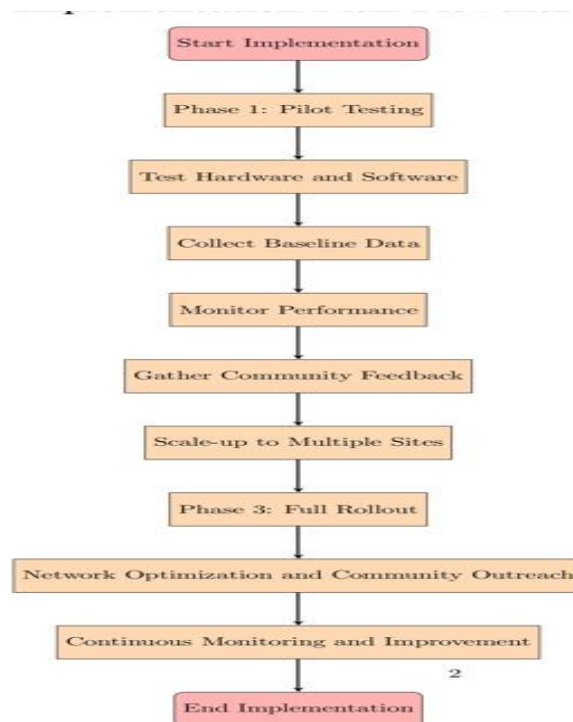 Start Implementation
Phase 1: Pilot Testing
Test Hardware and Software
Collect Baseline Data
Monitor Performance
Gather Community Feedback
Scale-up to Multiple Sites
Phase 3: Full Rollout
Network Optimization and Community Outreach
Continuous Monitoring and Improvement
2
End Implementation